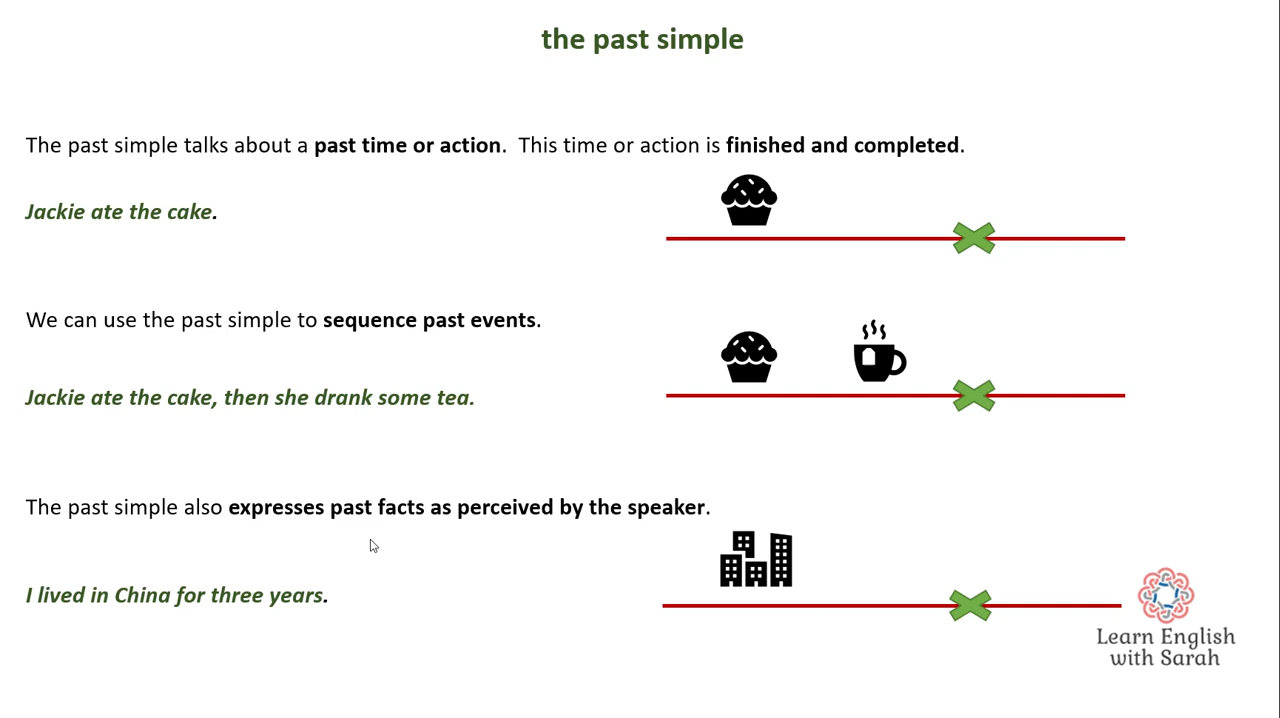 the past simple
The past simple talks about a past time or action.  This time or action is finished and completed.
Jackie ate the cake.
We can use the past simple to sequence past events.
Jackie ate the cake, then she drank some tea.
The past simple also expresses past facts as perceived by the speaker.
I lived in China for three years.
Learn English
with Sarah